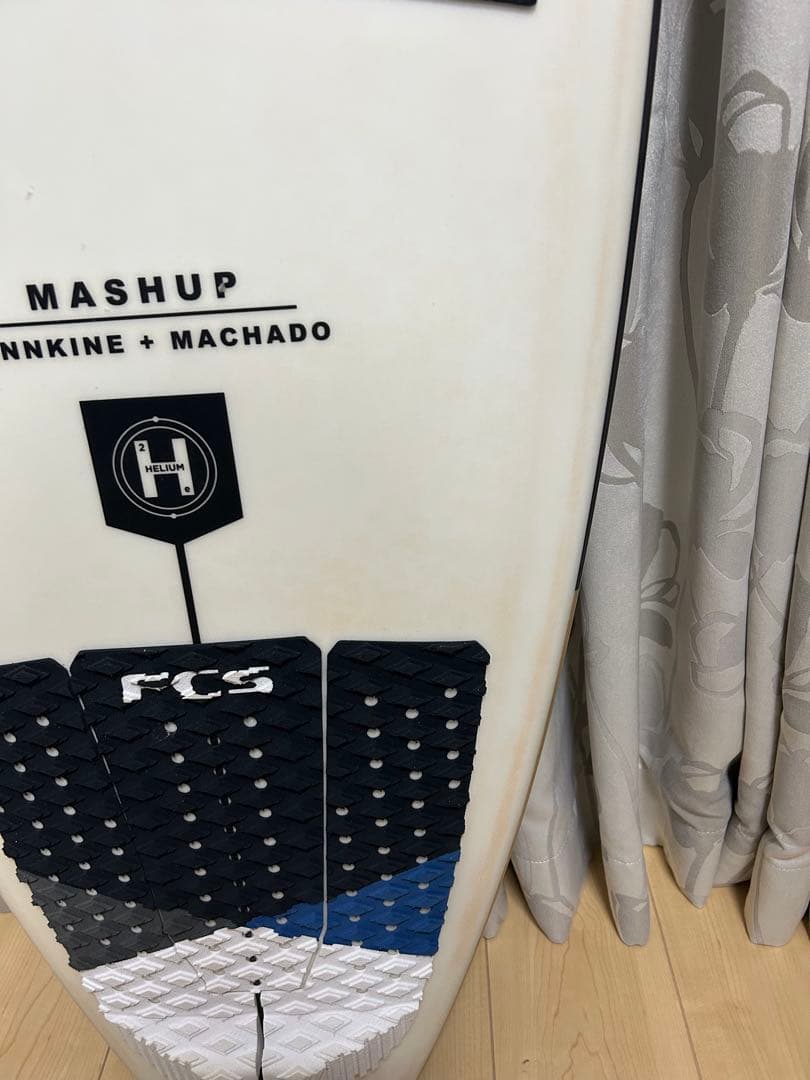 MASHUP
NNKINE + MACHADO
2
HELIUM
H
e
FCS